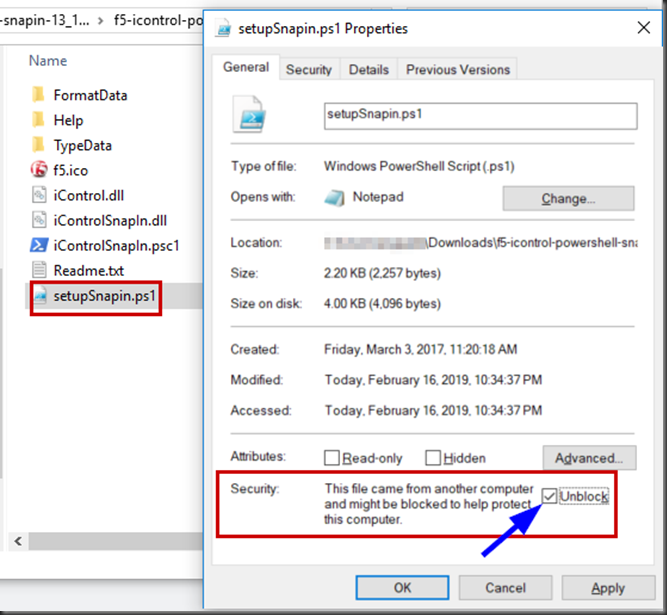 -snapin-13_1...
f5-icontrol-po
Name
FormatData
Help
TypeData
f5.ico
iControl.dll
iControlSnapIn.dll
iControlSnapIn.psc1
Readme.txt
setupSnapin.ps1
setupSnapin.ps1 Properties
General Security Details Previous Versions
setupSnapin.ps1
Type of file: Windows PowerShell Script (.ps1)
Opens with: Notepad Change...
Location: \Downloads\f5-icontrol-powershell-sna
Size: 2.20 KB (2,257 bytes)
Size on disk: 4.00 KB (4,096 bytes)
Created: Friday, March 3, 2017, 11:20:18 AM
Modified: Today, February 16, 2019, 10:34:37 PM
Accessed: Today, February 16, 2019, 10:34:37 PM
Attributes: Read-only Hidden Advanced...
Security: This file came from another computer
and might be blocked to help protect
this computer.
Unblock
OK Cancel Apply